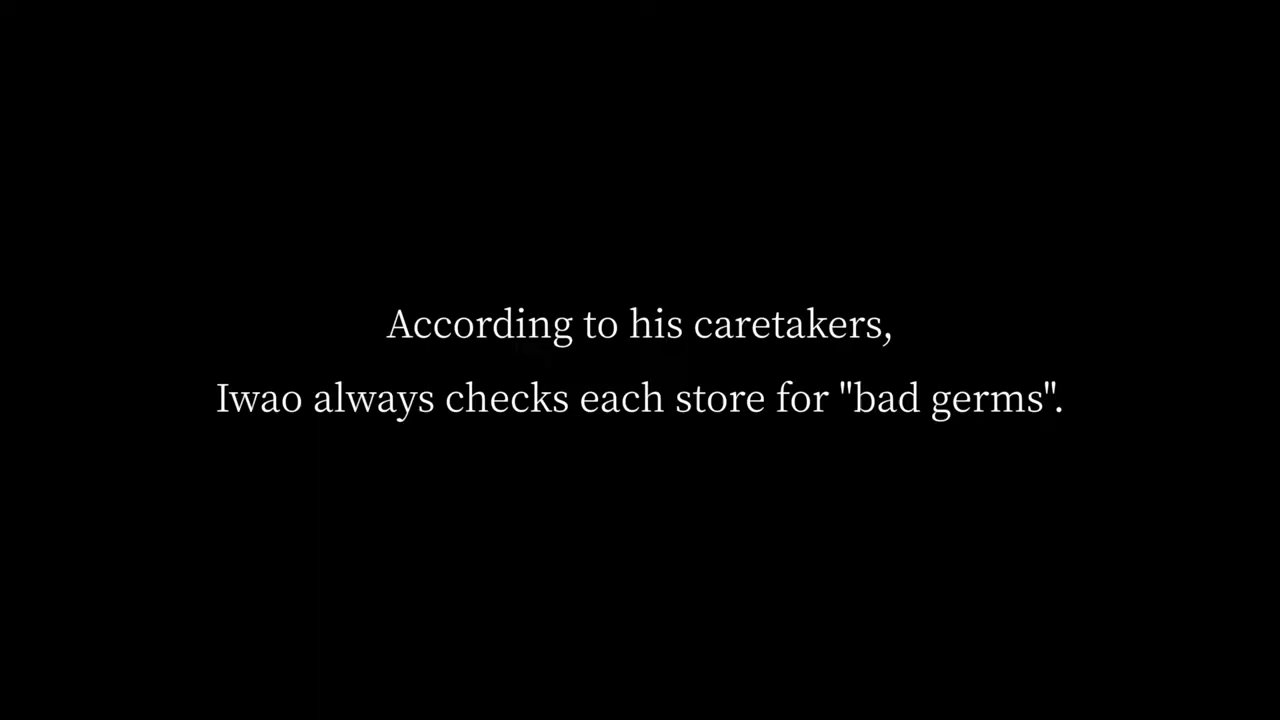 According to his caretakers,
Iwao always checks each store for "bad germs".